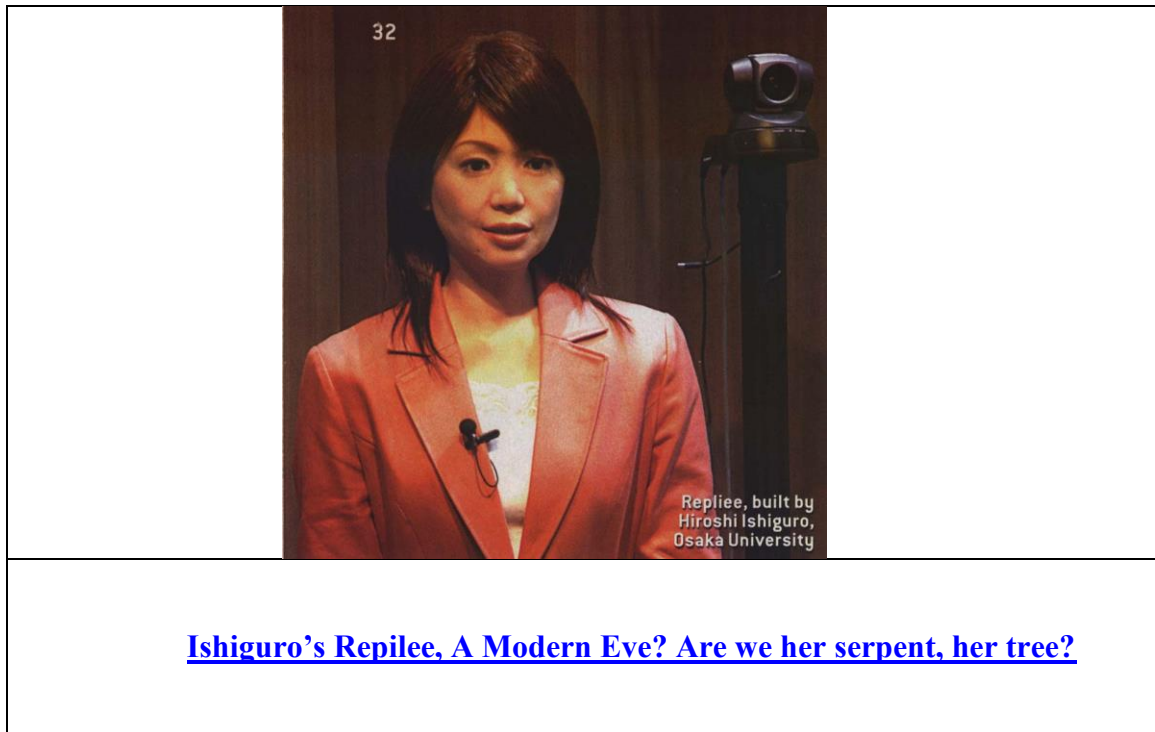 32
Repliee, built by
Hiroshi Ishiguro,
Osaka University
Ishiguro’s Repilee, A Modern Eve? Are we her serpent, her tree?